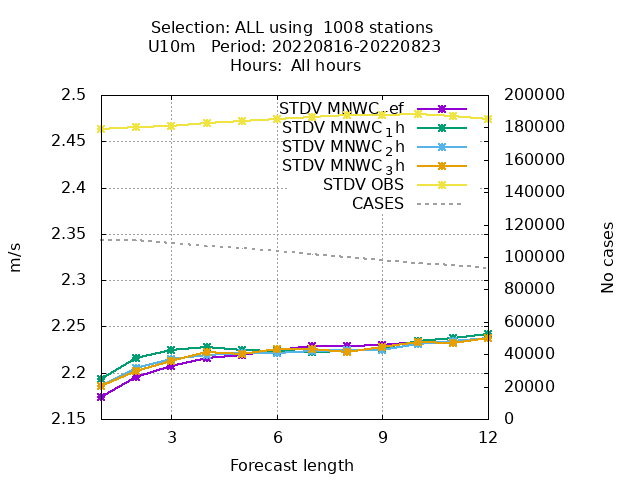 Selection: ALL using  1008 stations
U10m   Period: 20220816-20220823
Hours:  All hours
2.5
2.45
2.4
2.35
2.3
2.25
2.2
2.15
m/s
STDV MNWC_ref
STDV MNWC_1h
STDV MNWC_2h
STDV MNWC_3h
STDV OBS
CASES
200000
180000
160000
140000
120000
100000
80000
60000
40000
20000
0
No cases
3 6 9 12
Forecast length